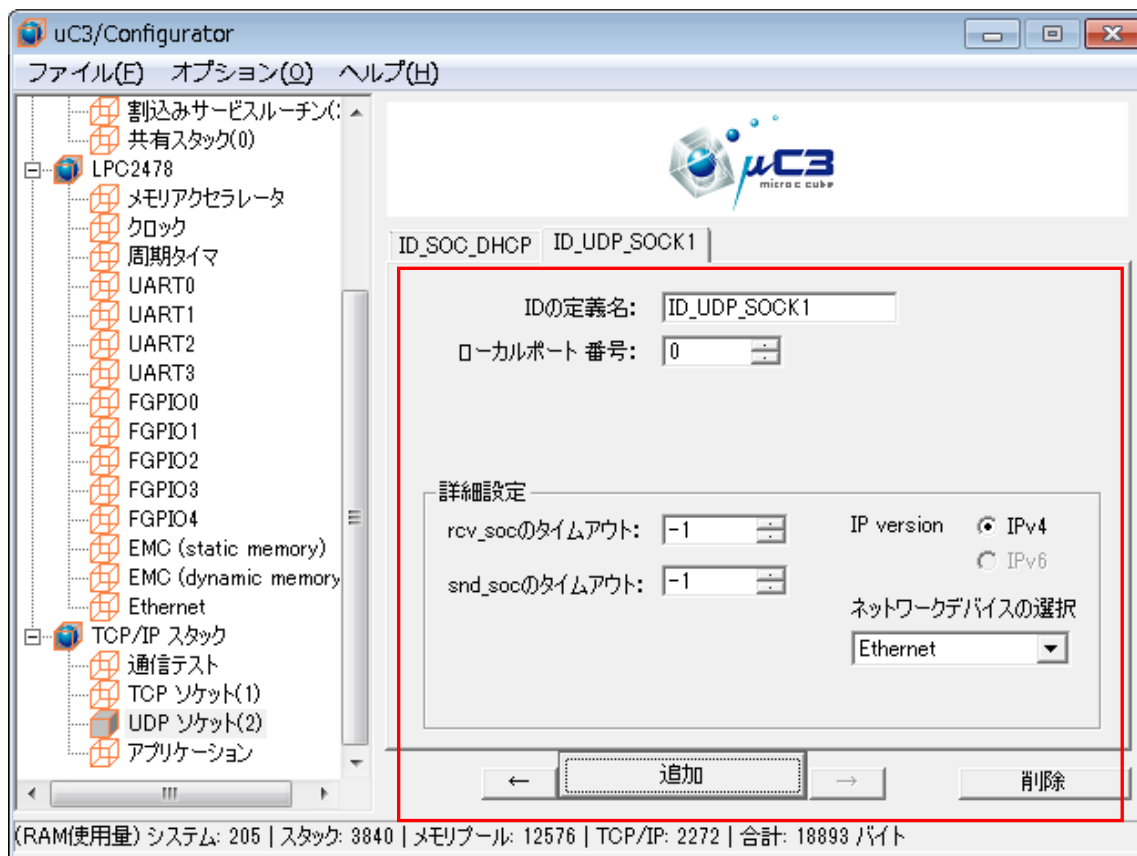 uC3/Configurator
ファイル(F) オプション(O) ヘルプ(H)
割込みサービスルーチン(
共有スタック(0)
LPC2478
メモリアクセラレータ
クロック
周期タイマ
UART0
UART1
UART2
UART3
FGPIO0
FGPIO1
FGPIO2
FGPIO3
FGPIO4
EMC (static memory)
EMC (dynamic memory
Ethernet
TCP/IP スタック
通信テスト
TCP ソケット(1)
UDP ソケット(2)
アプリケーション
μC3
micro c cube
ID_SOC_DHCP ID_UDP_SOCK1
IDの定義名: ID_UDP_SOCK1
ローカルポート 番号: 0
詳細設定
rcv_socのタイムアウト: -1
snd_socのタイムアウト: -1
IP version IPv4
IPv6
ネットワークデバイスの選択
Ethernet
← 追加 → 削除
(RAM使用量) システム: 205 | スタック: 3840 | メモリプール: 12576 | TCP/IP: 2272 | 合計: 18893 バイト